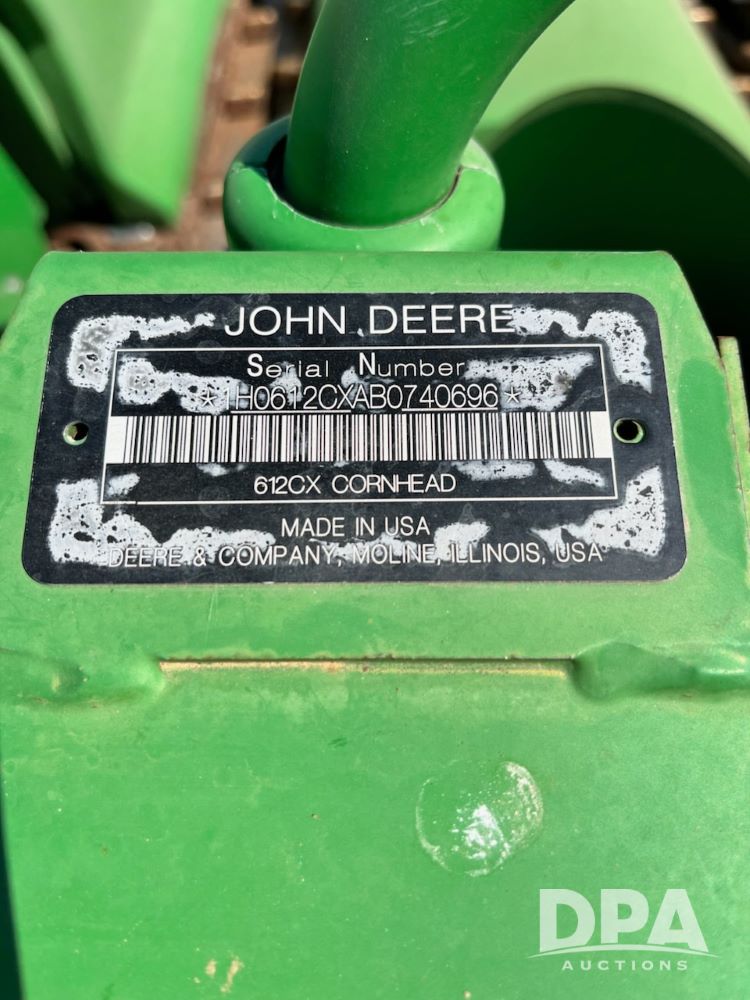 JOHN DEERE
Serial Number
*1H0612CXAB0740696*
612CX CORNHEAD
MADE IN USA
DEERE & COMPANY, MOLINE, ILLINOIS, USA
DPA
AUCTIONS